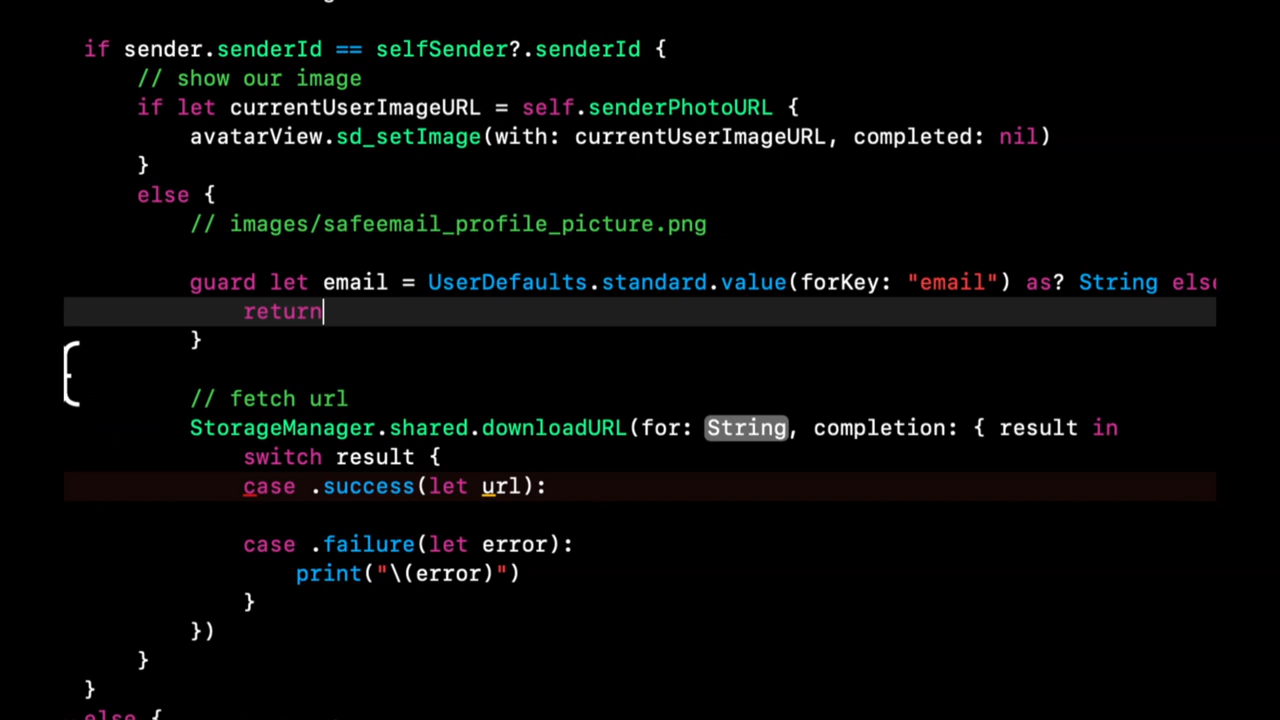 if sender.senderId == selfSender?.senderId {
// show our image
if let currentUserImageURL = self.senderPhotoURL {
avatarView.sd_setImage(with: currentUserImageURL, completed: nil)
}
else {
// images/safeemail_profile_picture.png
guard let email = UserDefaults.standard.value(forKey: "email") as? String else
return
}
{
// fetch url
StorageManager.shared.downloadURL(for: String, completion: { result in
switch result {
case .success(let url):
case .failure(let error):
print("\(error)")
}
})
}
}
else {